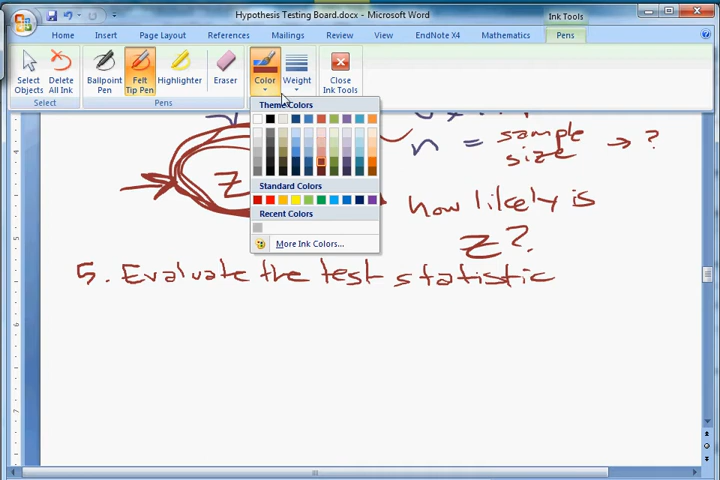 Hypothesis Testing Board.docx - Microsoft Word
Ink Tools
Home Insert Page Layout References Mailings Review View EndNote X4 Mathematics Pens
Select Objects
Delete All Ink
Ballpoint Pen
Felt Tip Pen
Highlighter
Eraser
Color
Weight
Close Ink Tools
Select
Pens
Theme Colors
Standard Colors
Recent Colors
More Ink Colors...
n = sample size → ?
Z
how likely is
Z?
5. Evaluate the test statistic